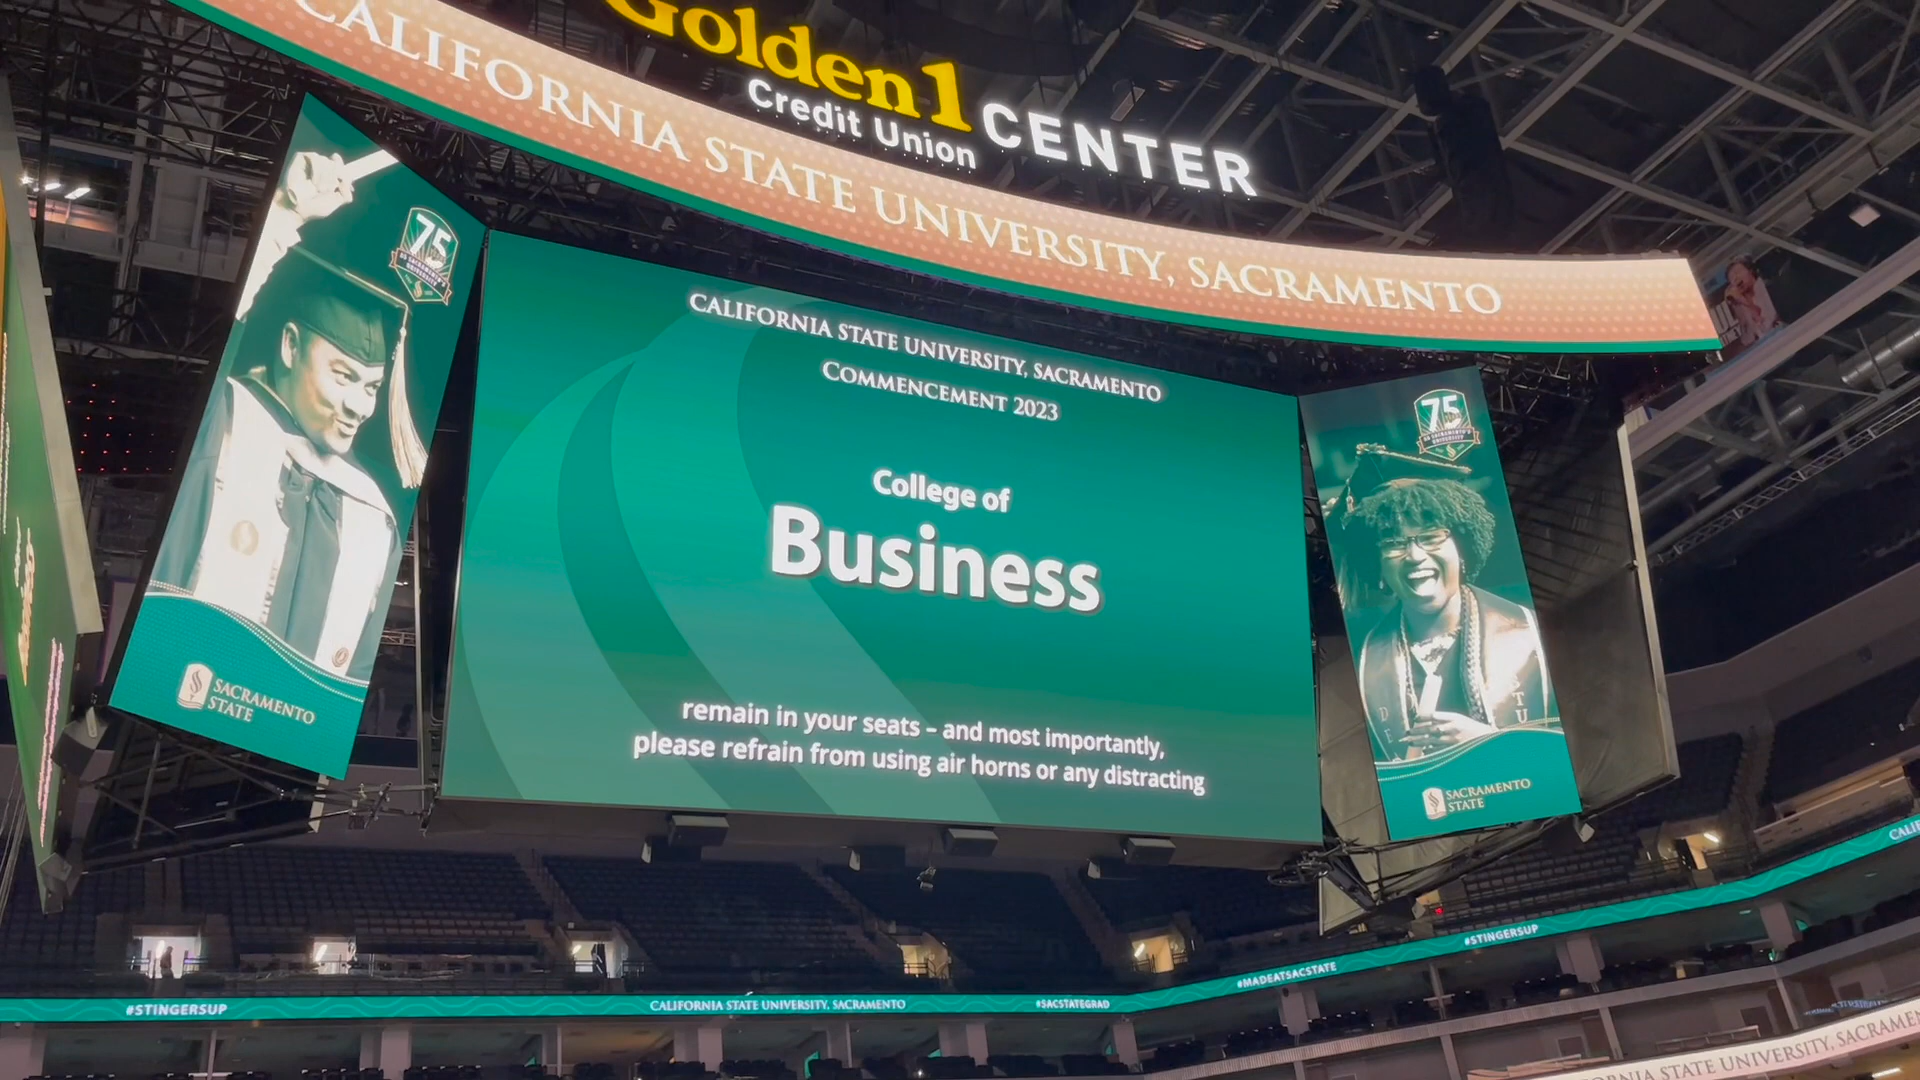 Golden1
Credit Union
CENTER
CALIFORNIA STATE UNIVERSITY, SACRAMENTO
75
SACRAMENTO
STATE
CALIFORNIA STATE UNIVERSITY, SACRAMENTO
COMMENCEMENT 2023
College of
Business
remain in your seats – and most importantly,
please refrain from using air horns or any distracting
75
SACRAMENTO
STATE
#STINGERSUP
CALIFORNIA STATE UNIVERSITY, SACRAMENTO
#SACSTATEGRAD
#MADEATSACSTATE
#STINGERSUP